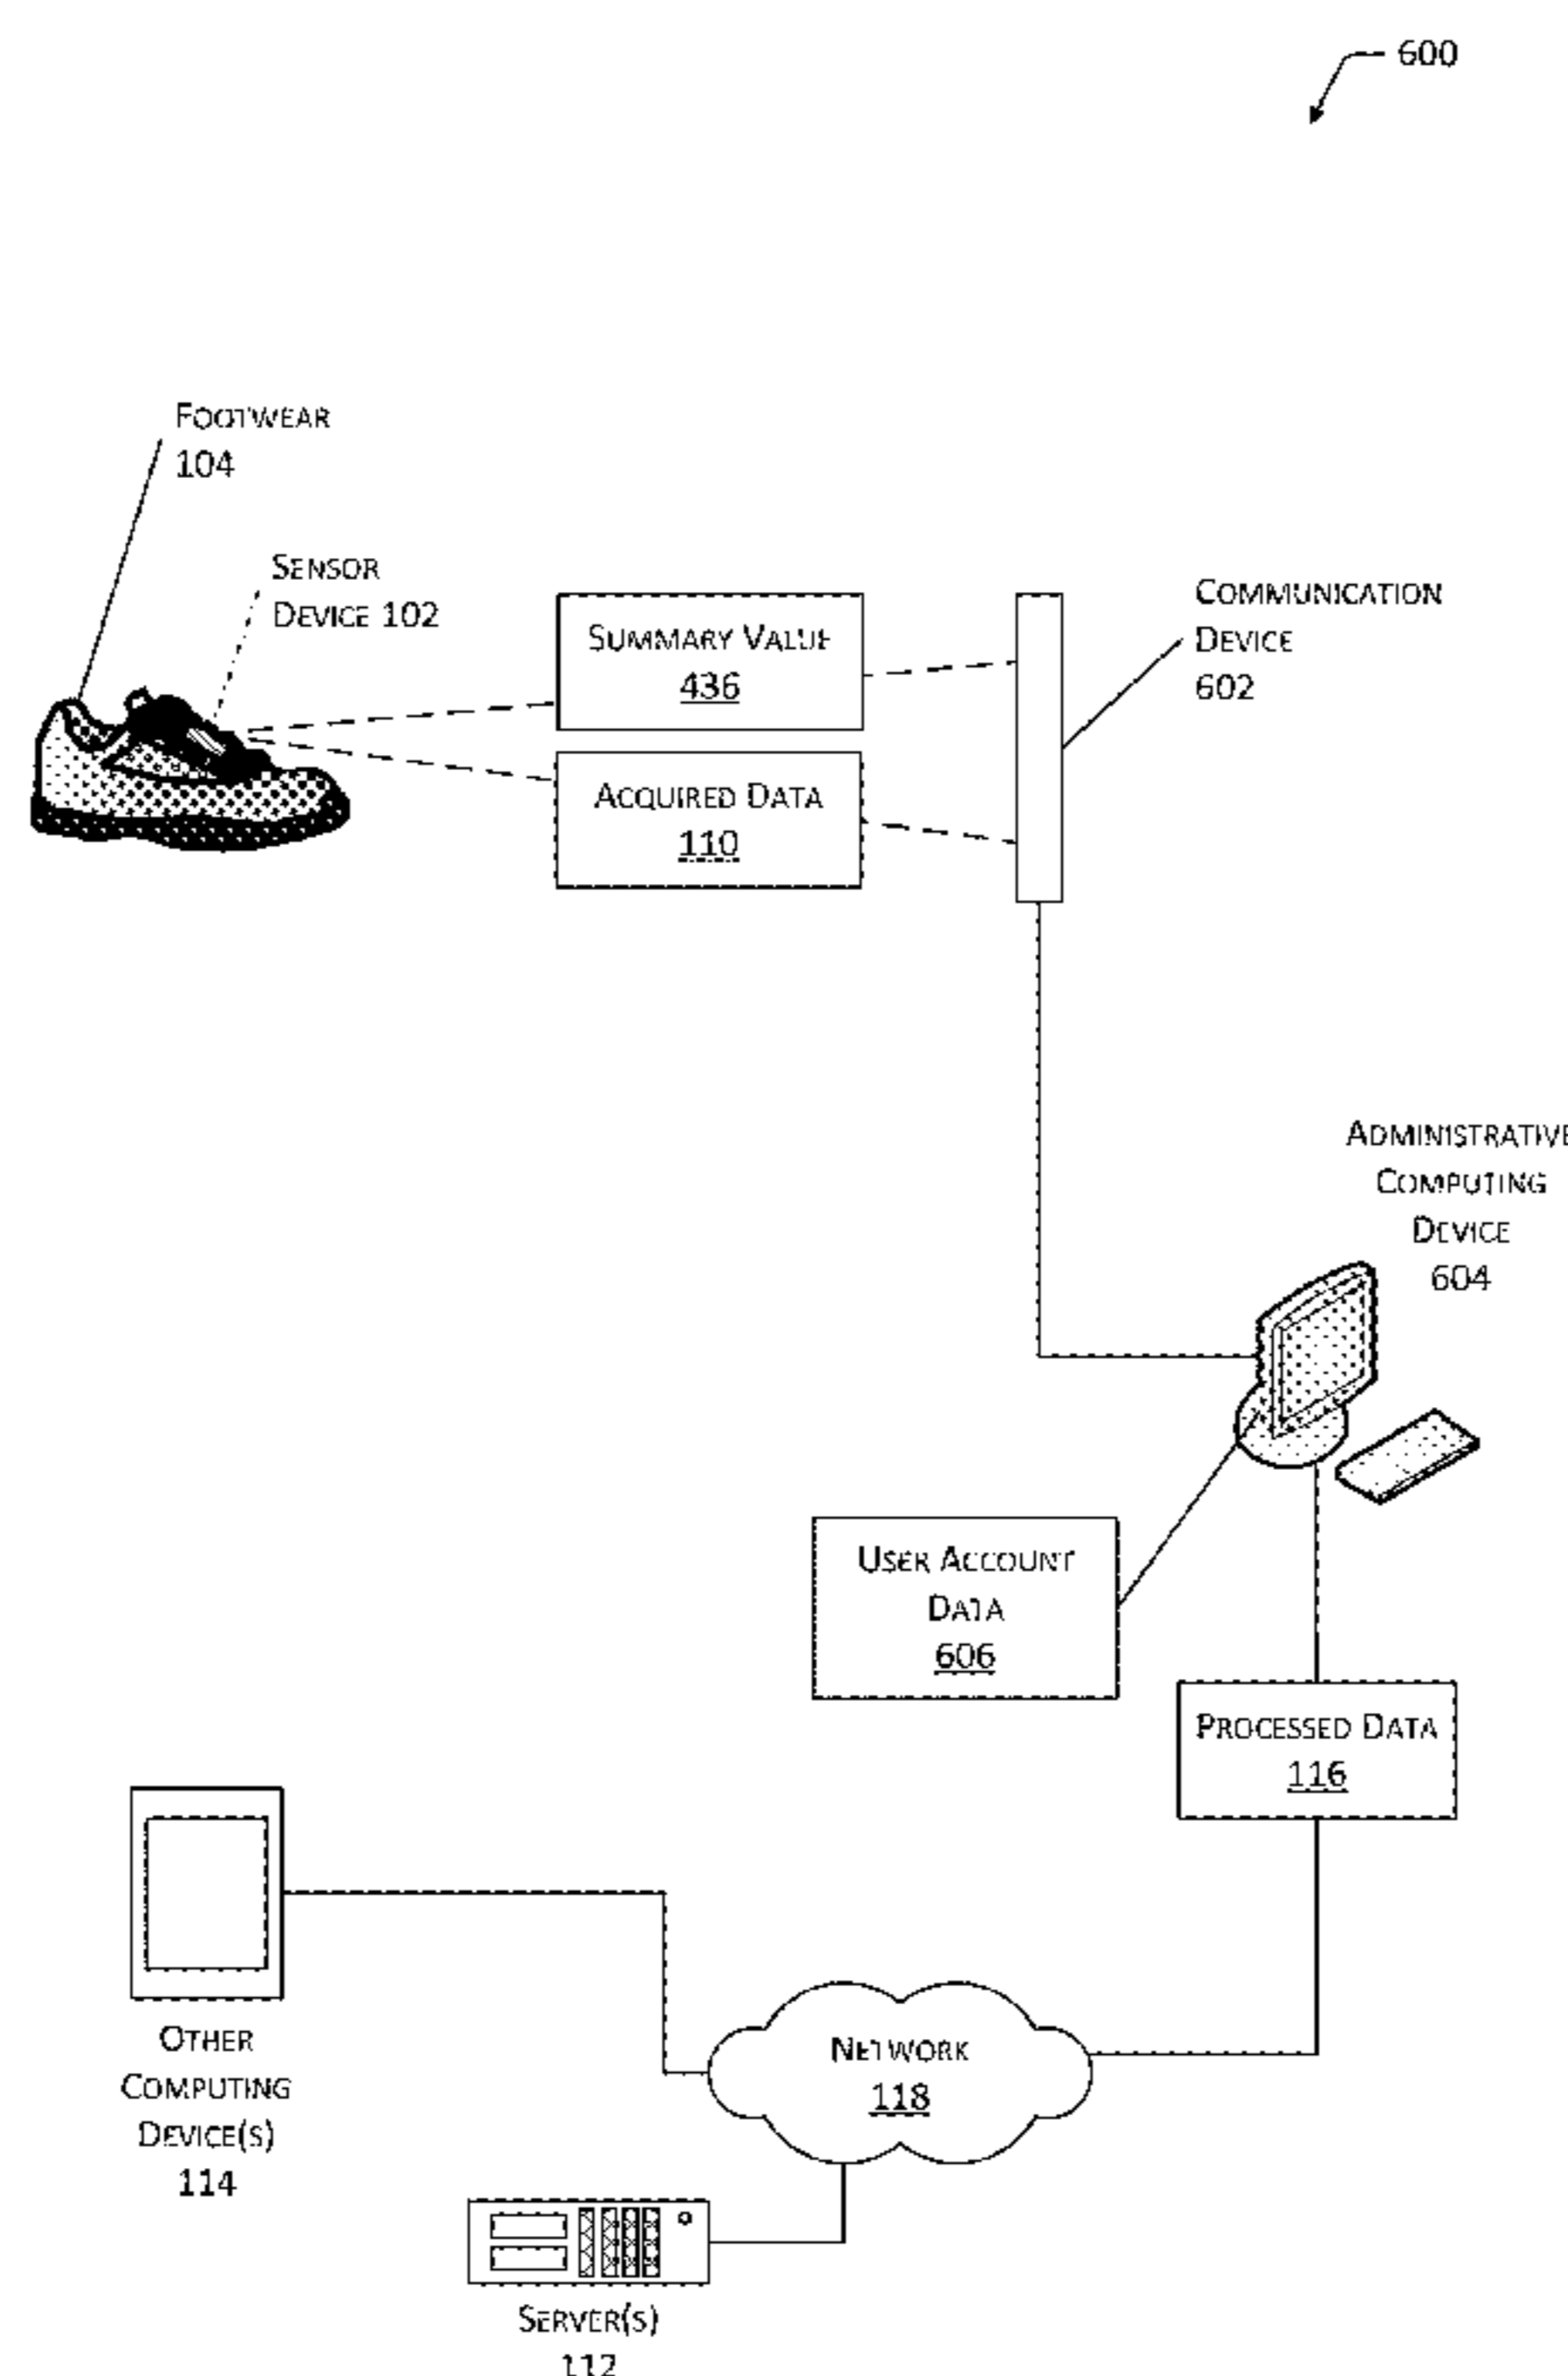 600
FOOTWEAR
104
SENSOR
DEVICE 102
SUMMARY VALUE
436
ACQUIRED DATA
110
COMMUNICATION
DEVICE
602
ADMINISTRATIVE
COMPUTING
DEVICE
604
USER ACCOUNT
DATA
606
PROCESSED DATA
116
OTHER
COMPUTING
DEVICE(S)
114
NETWORK
118
SERVER(S)
112